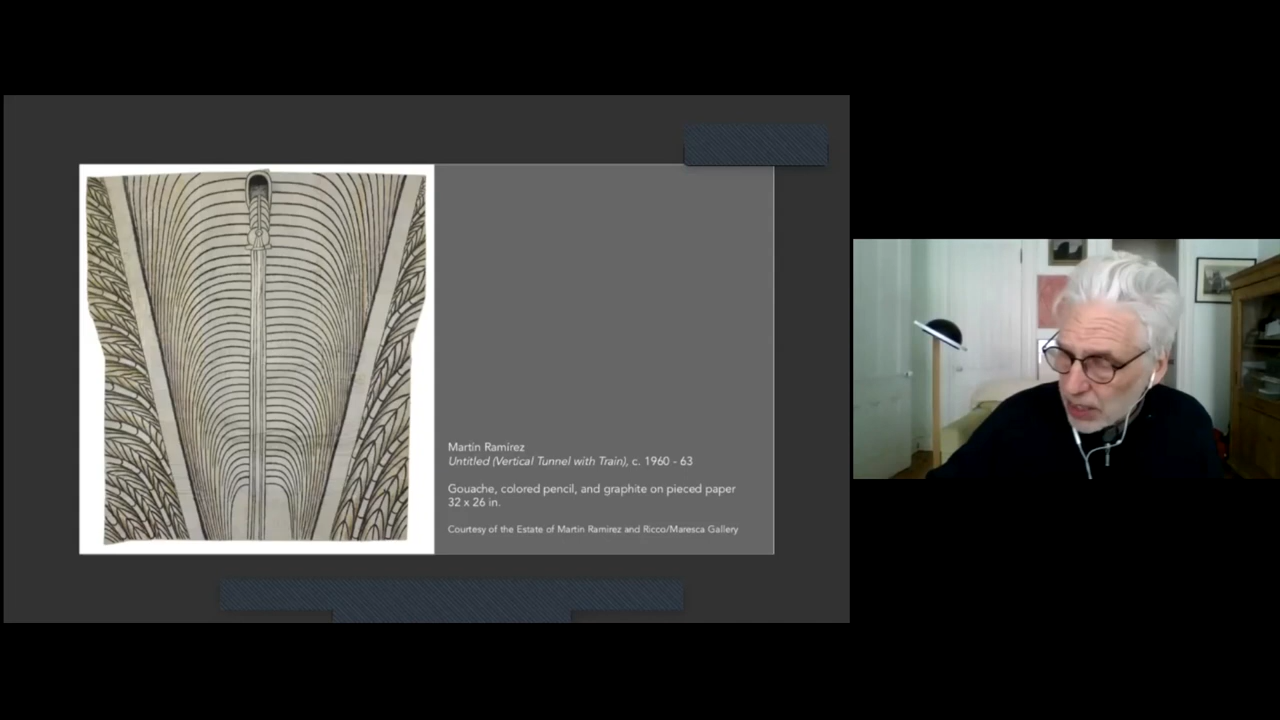 Martín Ramírez
Untitled (Vertical Tunnel with Train), c. 1960 - 63
Gouache, colored pencil, and graphite on pieced paper
32 x 26 in.
Courtesy of the Estate of Martín Ramírez and Ricco/Maresca Gallery